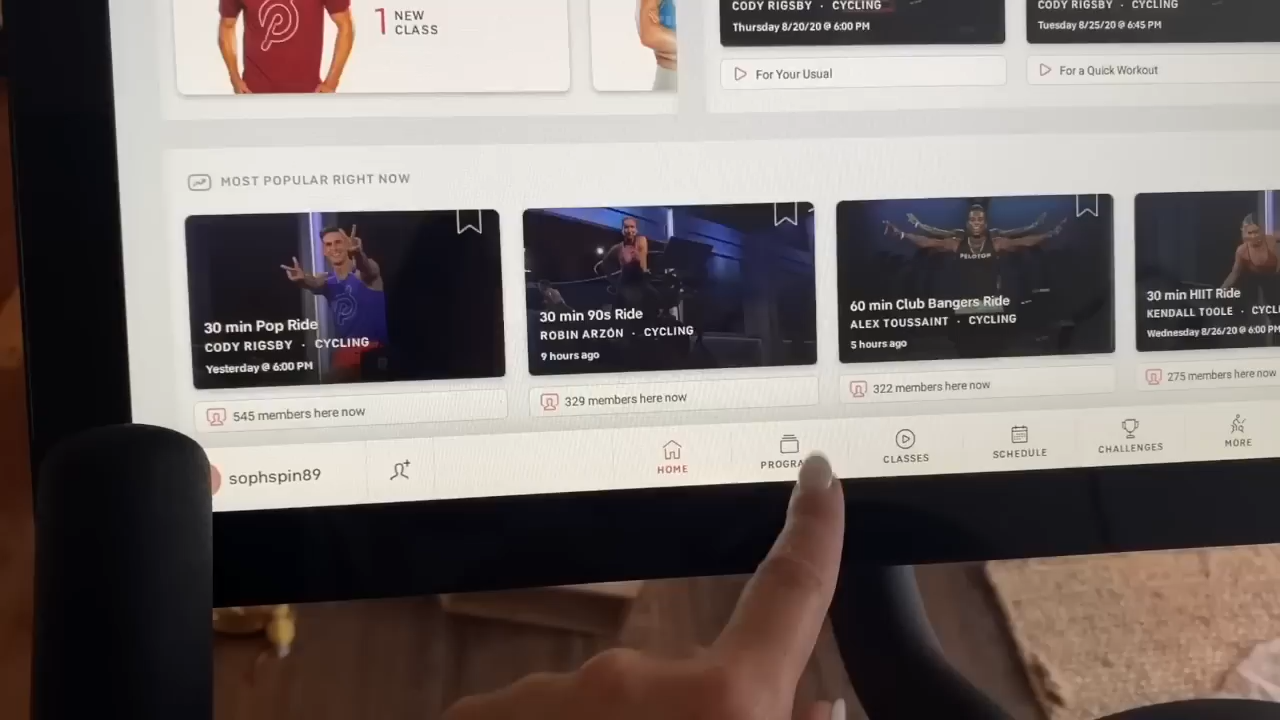 1 NEW
CLASS
CODY RIGSBY · CYCLING
Thursday 8/20/20 @ 6:00 PM
For Your Usual
CODY RIGSBY · CYCLING
Tuesday 8/25/20 @ 6:45 PM
For a Quick Workout
MOST POPULAR RIGHT NOW
30 min Pop Ride
CODY RIGSBY · CYCLING
Yesterday @ 6:00 PM
545 members here now
30 min 90s Ride
ROBIN ARZÓN · CYCLING
9 hours ago
329 members here now
PELOTON
60 min Club Bangers Ride
ALEX TOUSSAINT · CYCLING
5 hours ago
322 members here now
30 min HIIT Ride
KENDALL TOOLE · CYCLI
Wednesday 8/26/20 @ 6:00 PM
275 members here now
sophspin89
HOME
PROGRA
CLASSES
SCHEDULE
CHALLENGES
MORE